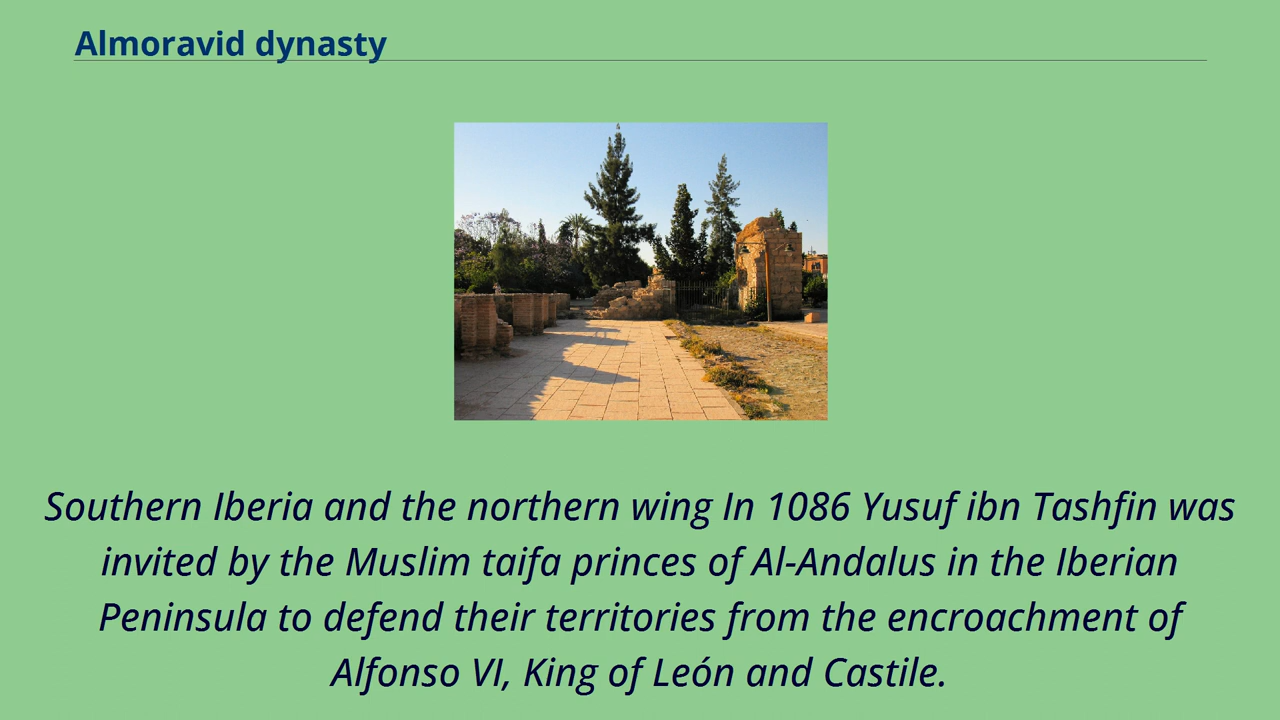 Almoravid dynasty
Southern Iberia and the northern wing In 1086 Yusuf ibn Tashfin was
invited by the Muslim taifa princes of Al-Andalus in the Iberian
Peninsula to defend their territories from the encroachment of
Alfonso VI, King of León and Castile.